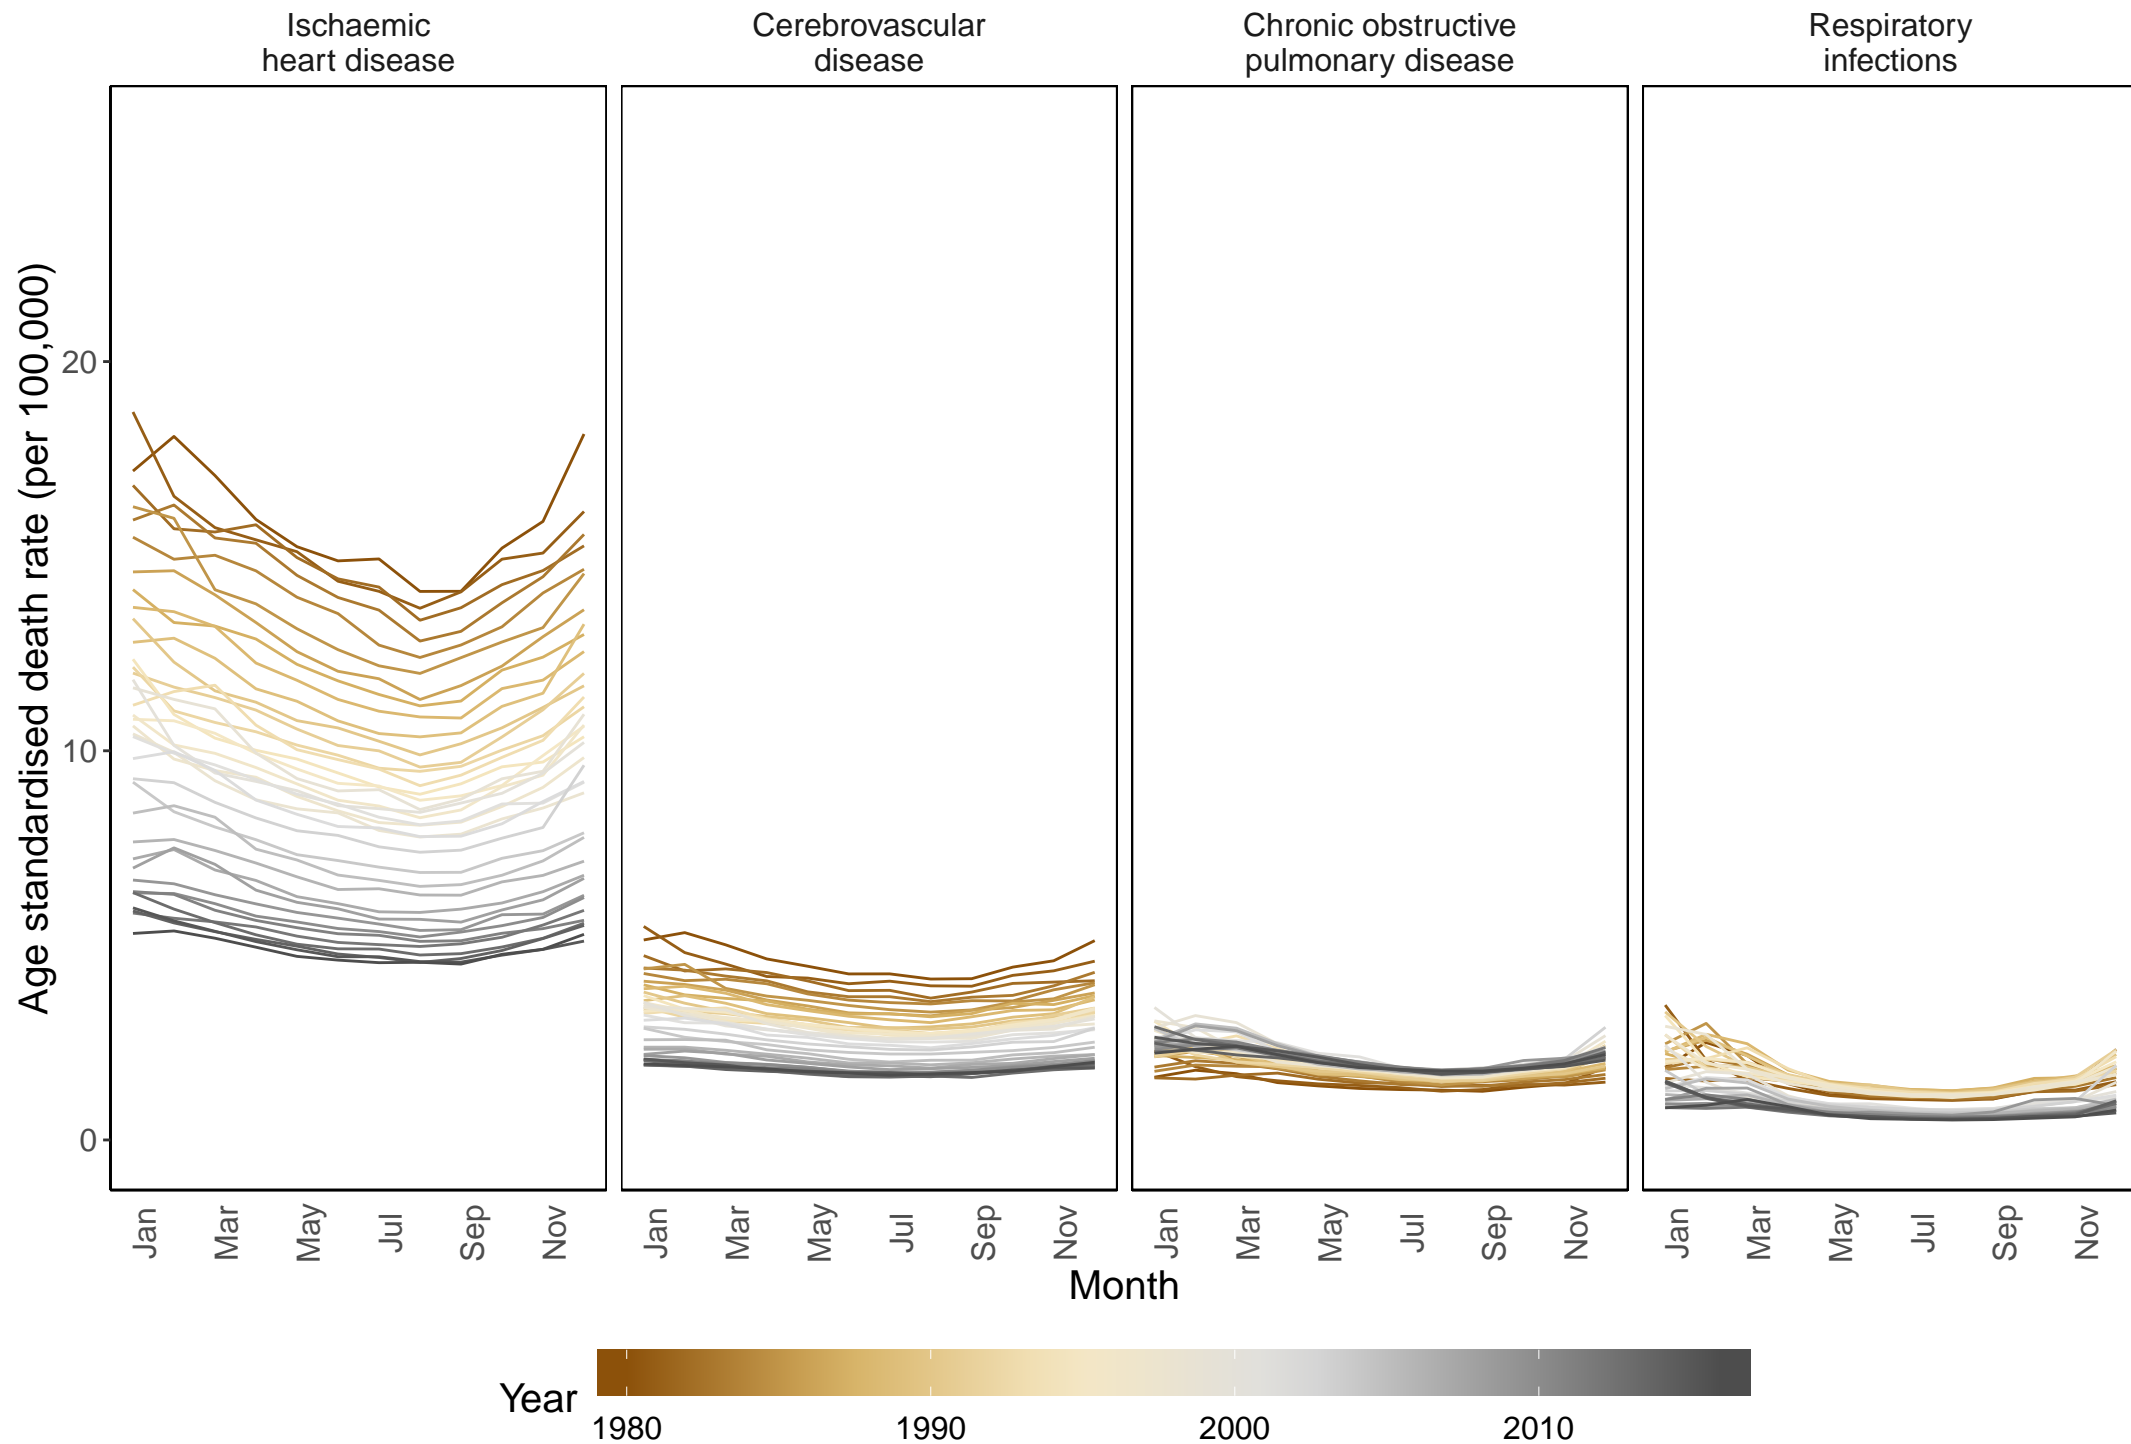 Ischaemic
heart disease
Cerebrovascular
disease
Chronic obstructive
pulmonary disease
Respiratory
infections
Age standardised death rate (per 100,000)
20
10
0
Jan Mar May Jul Sep Nov
Jan Mar May Jul Sep Nov
Jan Mar May Jul Sep Nov
Jan Mar May Jul Sep Nov
Month
Year
1980 1990 2000 2010